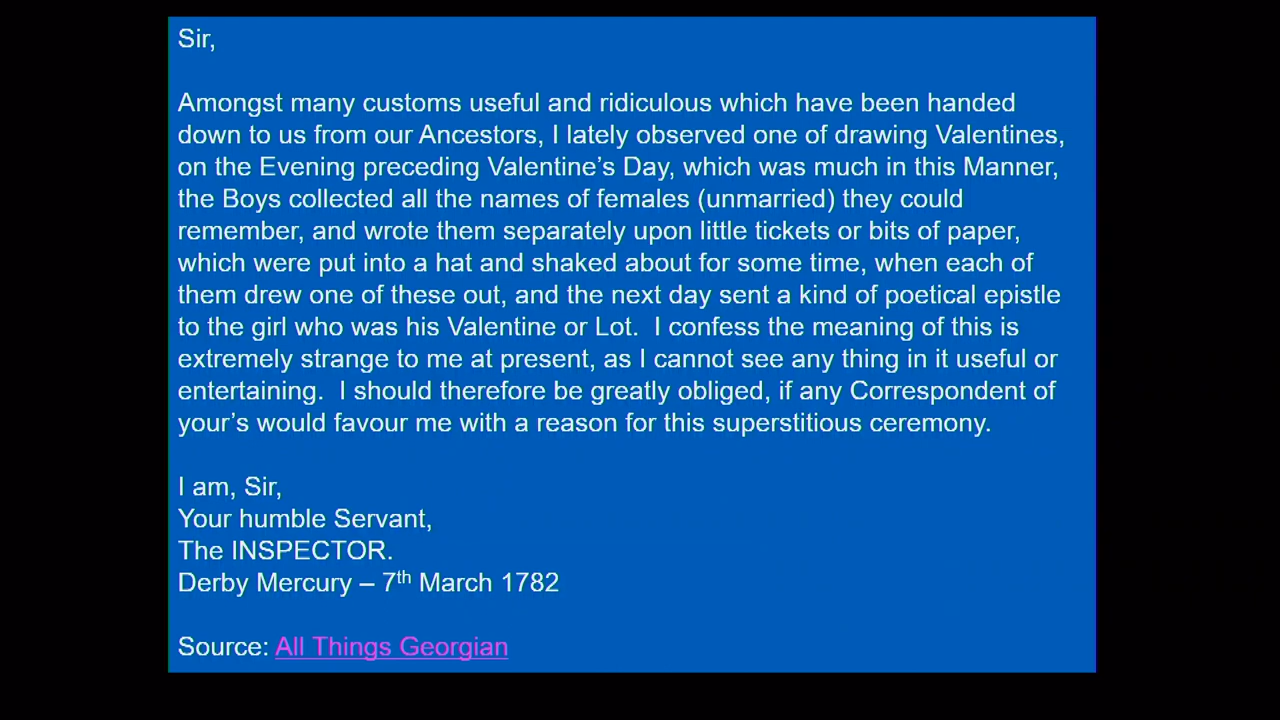 Sir,
Amongst many customs useful and ridiculous which have been handed
down to us from our Ancestors, I lately observed one of drawing Valentines,
on the Evening preceding Valentine’s Day, which was much in this Manner,
the Boys collected all the names of females (unmarried) they could
remember, and wrote them separately upon little tickets or bits of paper,
which were put into a hat and shaked about for some time, when each of
them drew one of these out, and the next day sent a kind of poetical epistle
to the girl who was his Valentine or Lot.  I confess the meaning of this is
extremely strange to me at present, as I cannot see any thing in it useful or
entertaining.  I should therefore be greatly obliged, if any Correspondent of
your’s would favour me with a reason for this superstitious ceremony.
I am, Sir,
Your humble Servant,
The INSPECTOR.
Derby Mercury – 7th March 1782
Source: All Things Georgian